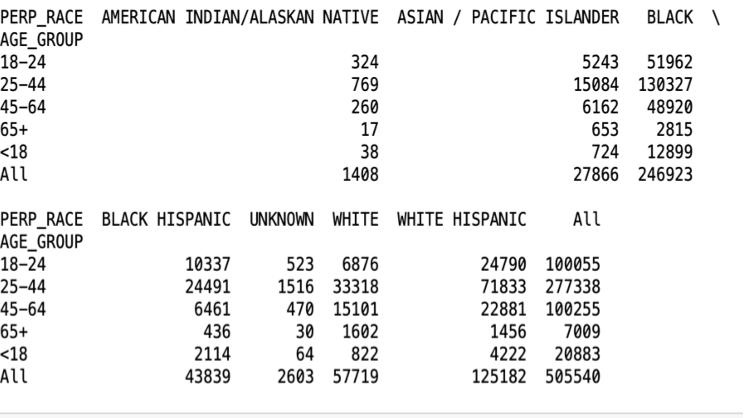 PERP_RACE AMERICAN INDIAN/ALASKAN NATIVE ASIAN / PACIFIC ISLANDER BLACK \
AGE_GROUP
18-24 324 5243 51962
25-44 769 15084 130327
45-64 260 6162 48920
65+ 17 653 2815
<18 38 724 12899
All 1408 27866 246923
PERP_RACE BLACK HISPANIC UNKNOWN WHITE WHITE HISPANIC All
AGE_GROUP
18-24 10337 523 6876 24790 100055
25-44 24491 1516 33318 71833 277338
45-64 6461 470 15101 22881 100255
65+ 436 30 1602 1456 7009
<18 2114 64 822 4222 20883
All 43839 2603 57719 125182 505540